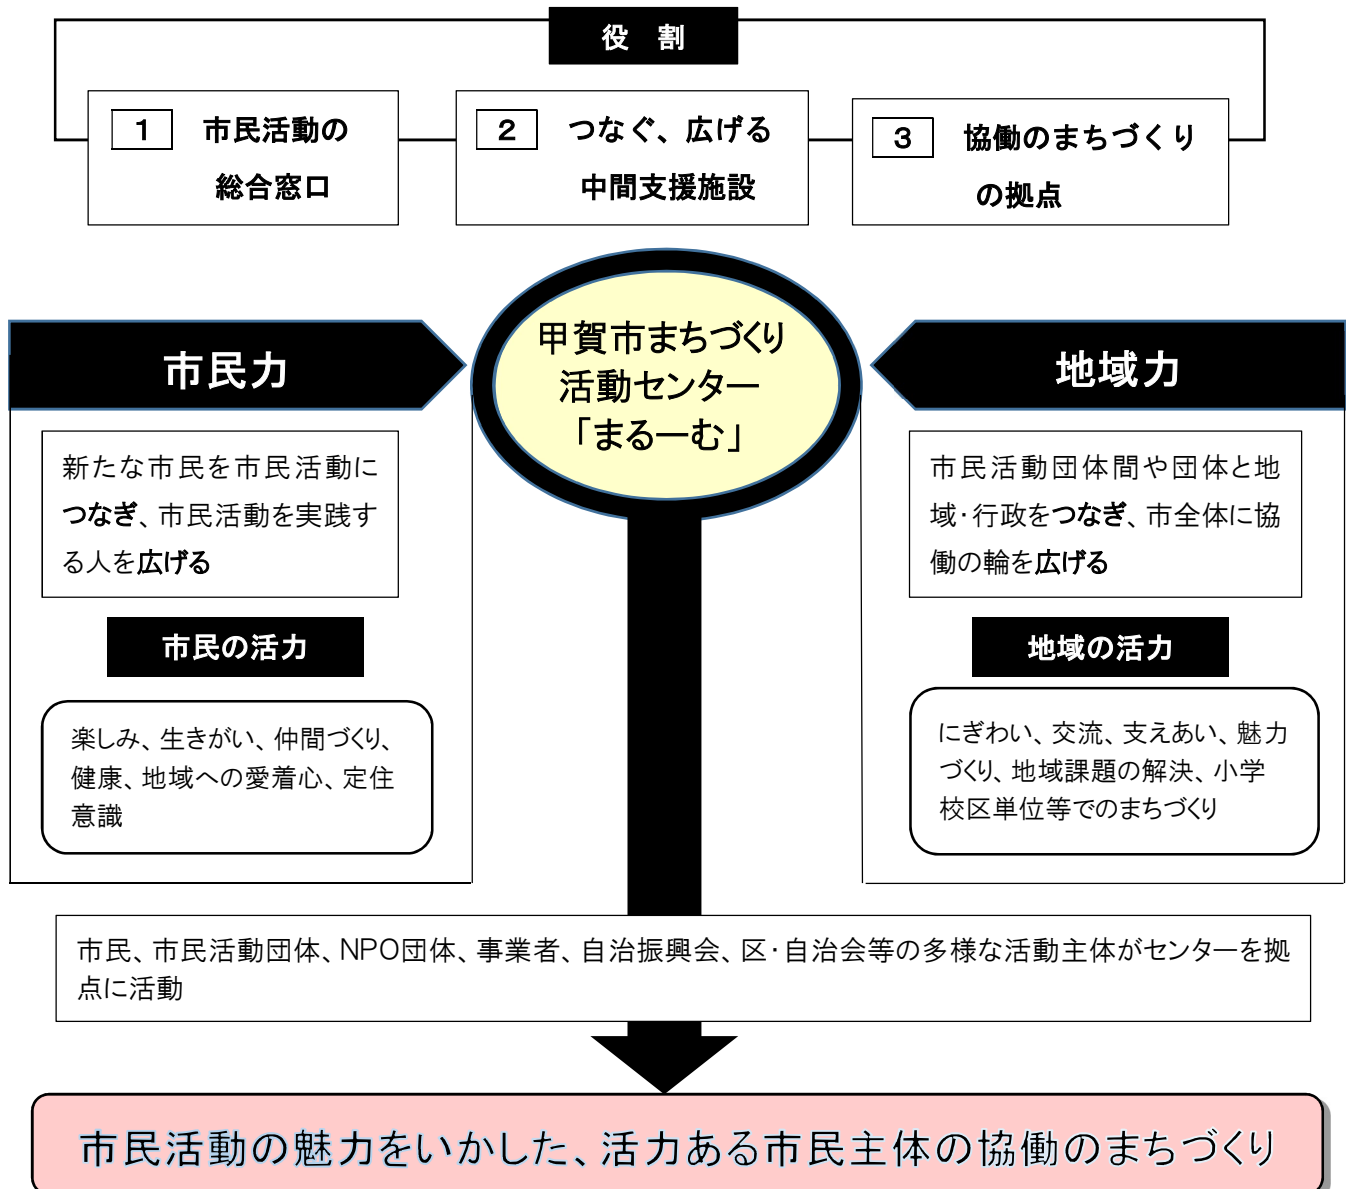 役　割
１　市民活動の
総合窓口
２　つなぐ、広げる
中間支援施設
３　協働のまちづくり
の拠点
甲賀市まちづくり
活動センター
「まるーむ」
市民力
新たな市民を市民活動に
つなぎ、市民活動を実践す
る人を広げる
市民の活力
楽しみ、生きがい、仲間づくり、
健康、地域への愛着心、定住
意識
地域力
市民活動団体間や団体と地
域・行政をつなぎ、市全体に協
働の輪を広げる
地域の活力
にぎわい、交流、支えあい、魅力
づくり、地域課題の解決、小学
校区単位等でのまちづくり
市民、市民活動団体、NPO団体、事業者、自治振興会、区・自治会等の多様な活動主体がセンターを拠
点に活動
市民活動の魅力をいかした、活力ある市民主体の協働のまちづくり